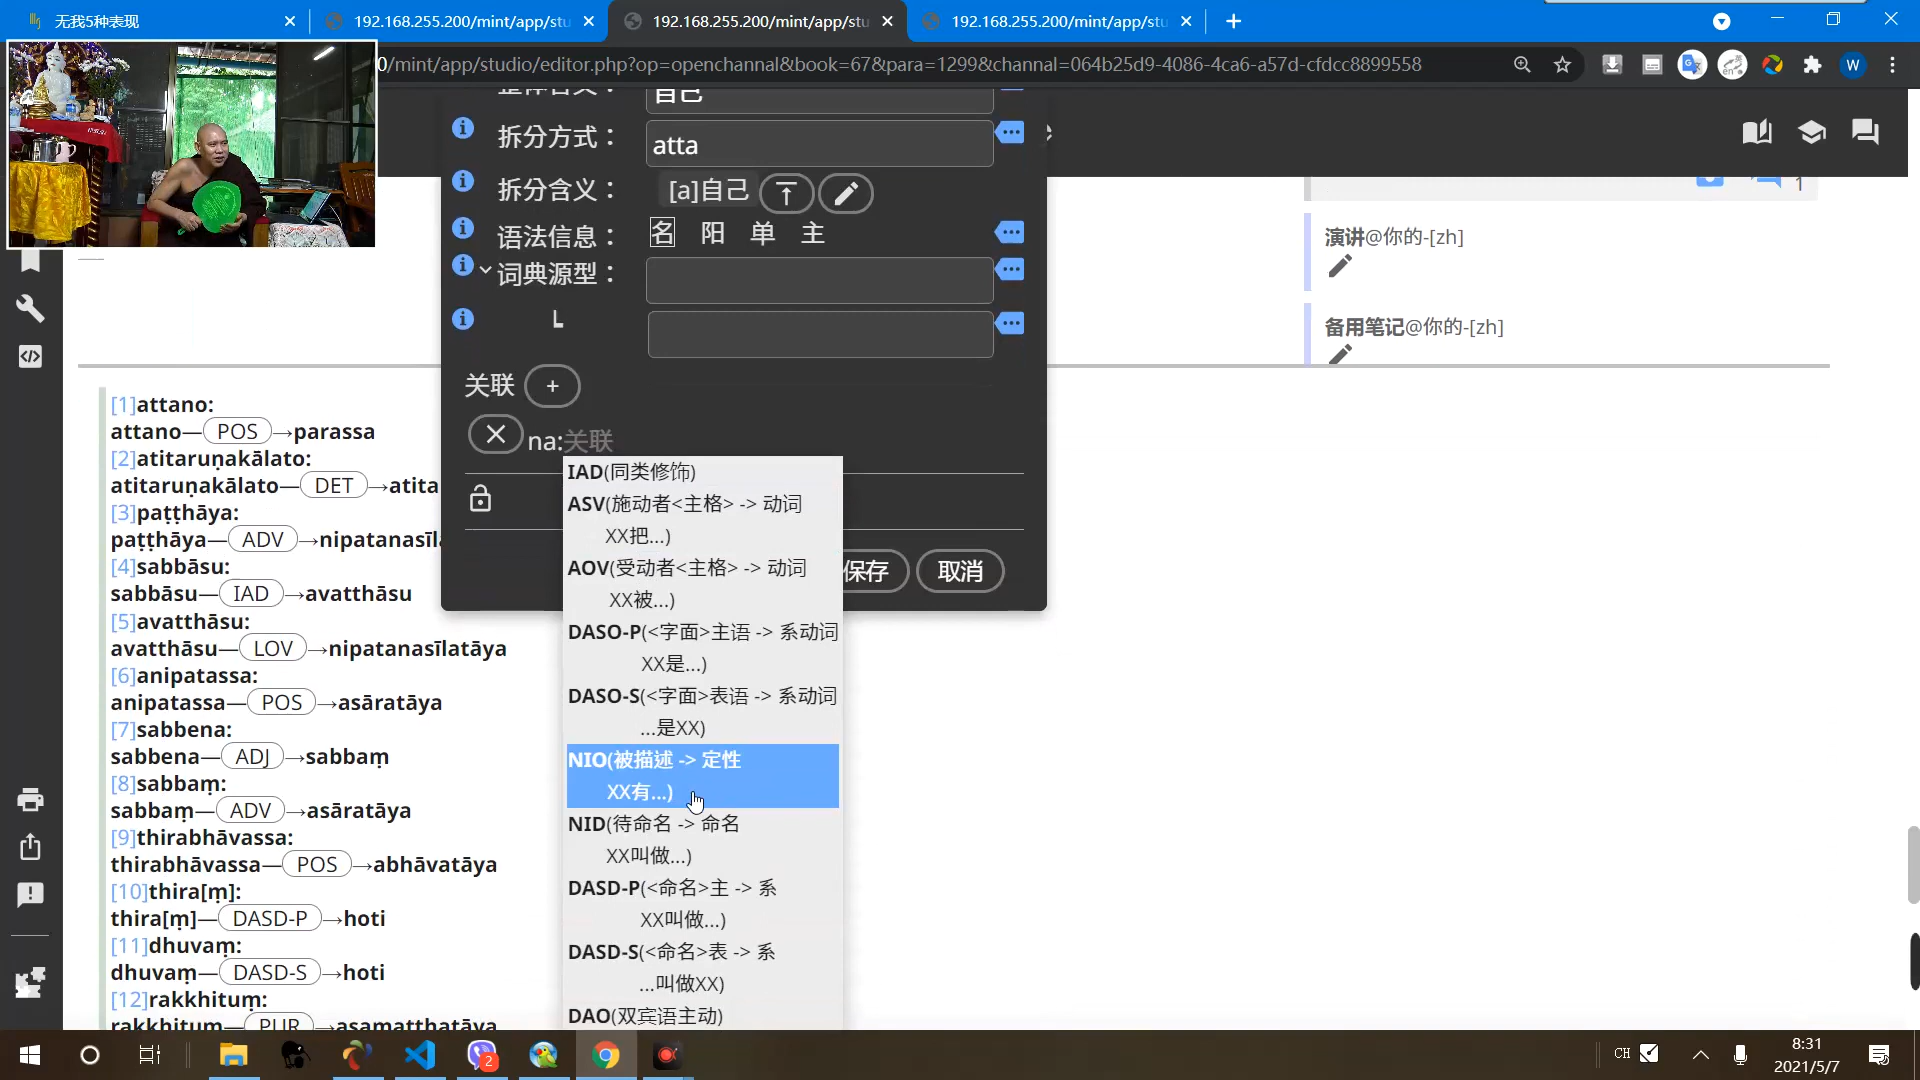 无我5种表现
192.168.255.200/mint/app/stu
192.168.255.200/mint/app/stu
192.168.255.200/mint/app/stu
0/mint/app/studio/editor.php?op=openchannal&book=67&para=1299&channal=064b25d9-4086-4ca6-a57d-cfdcc8899558
W
自己
拆分方式：
atta
拆分含义：
[a]自己
语法信息：
名 阳 单 主
词典源型：
关联 +
na:关联
IAD(同类修饰)
ASV(施动者<主格> -> 动词
XX把...)
AOV(受动者<主格> -> 动词
XX被...)
DASO-P(<字面>主语 -> 系动词
XX是...)
DASO-S(<字面>表语 -> 系动词
...是XX)
NIO(被描述 -> 定性
XX有...)
NID(待命名 -> 命名
XX叫做...)
DASD-P(<命名>主 -> 系
XX叫做...)
DASD-S(<命名>表 -> 系
...叫做XX)
DAO(双宾语主动)
保存
取消
1
演讲@你的-[zh]
备用笔记@你的-[zh]
[1]attano:
attano—POS→parassa
[2]atitaruṇakālato:
atitaruṇakālato—DET→atita
[3]paṭṭhāya:
paṭṭhāya—ADV→nipatanasīla
[4]sabbāsu:
sabbāsu—IAD→avatthāsu
[5]avatthāsu:
avatthāsu—LOV→nipatanasīlatāya
[6]anipatassa:
anipatassa—POS→asāratāya
[7]sabbena:
sabbena—ADJ→sabbaṃ
[8]sabbaṃ:
sabbaṃ—ADV→asāratāya
[9]thirabhāvassa:
thirabhāvassa—POS→abhāvatāya
[10]thira[ṃ]:
thira[ṃ]—DASD-P→hoti
[11]dhuvaṃ:
dhuvaṃ—DASD-S→hoti
[12]rakkhituṃ:
rakkhituṃ—PUR→asamatthatāya
2
CH
8:31
2021/5/7